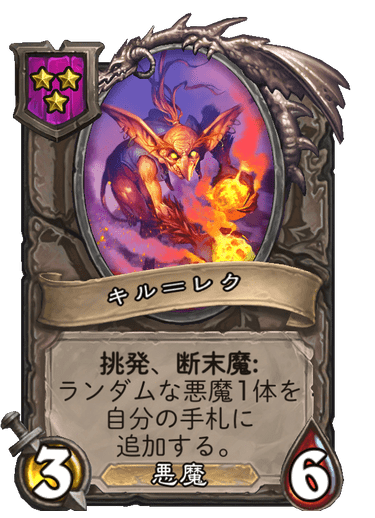 キル＝レク
挑発、断末魔:
ランダムな悪魔1体を
自分の手札に
追加する。
悪魔
3
6